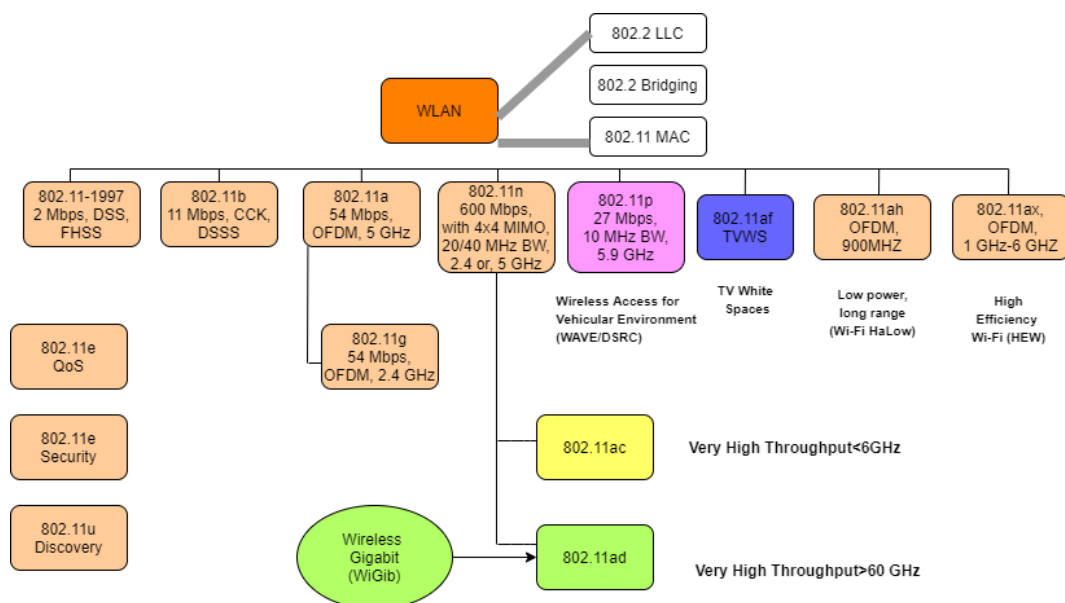 802.2 LLC
WLAN
802.2 Bridging
802.11 MAC
802.11-1997
2 Mbps, DSS,
FHSS
802.11b
11 Mbps, CCK,
DSSS
802.11a
54 Mbps,
OFDM, 5 GHz
802.11n
600 Mbps,
with 4x4 MIMO,
20/40 MHz BW,
2.4 or, 5 GHz
802.11p
27 Mbps,
10 MHz BW,
5.9 GHz
802.11af
TVWS
802.11ah
OFDM,
900MHZ
802.11ax,
OFDM,
1 GHz-6 GHZ
Wireless Access for
Vehicular Environment
(WAVE/DSRC)
TV White
Spaces
Low power,
long range
(Wi-Fi HaLow)
High
Efficiency
Wi-Fi (HEW)
802.11e
QoS
802.11g
54 Mbps,
OFDM, 2.4 GHz
802.11e
Security
802.11ac
Very High Throughput<6GHz
802.11u
Discovery
Wireless
Gigabit
(WiGib)
802.11ad
Very High Throughput>60 GHz